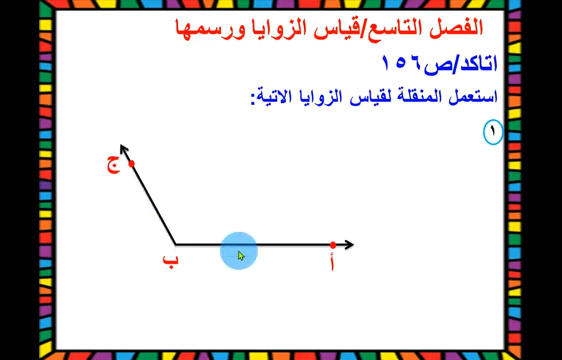 الفصل التاسع/قياس الزوايا ورسمها
اتاكد/ص١٥٦
استعمل المنقلة لقياس الزوايا الاتية:
١
ج
ب
أ